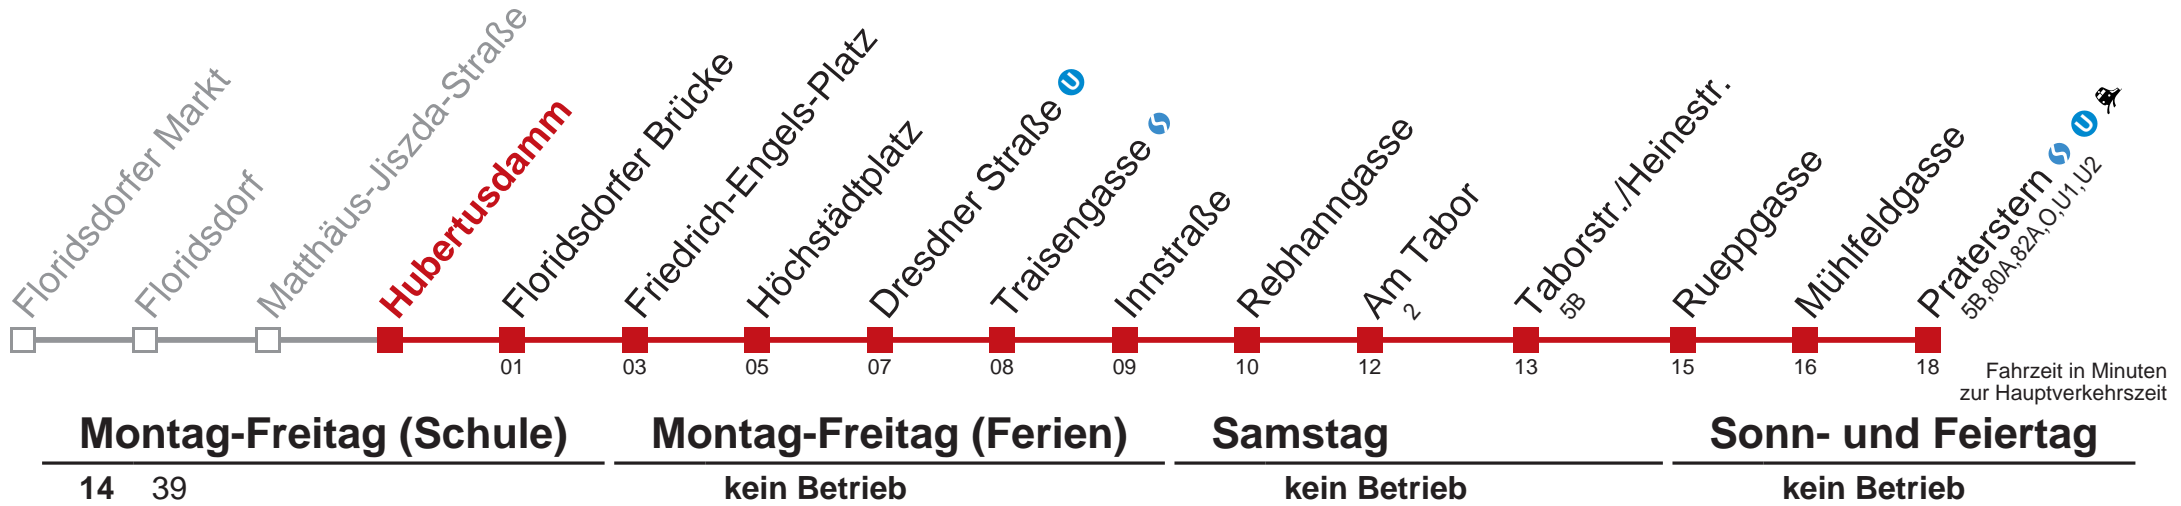 Floridsdorfer Markt
Floridsdorf
Matthäus-Jiszda-Straße
Hubertusdamm
Floridsdorfer Brücke
Friedrich-Engels-Platz
Höchstädtplatz
Dresdner Straße U
Traisengasse
Innstraße
Rebhanngasse
Am Tabor
2
Taborstr./Heinestr.
5B
Rueppgasse
Mühlfeldgasse
Praterstern U
5B,80A,82A,O,U1,U2
01 03 05 07 08 09 10 12 13 15 16 18
Fahrzeit in Minuten
zur Hauptverkehrszeit
Montag-Freitag (Schule) Montag-Freitag (Ferien) Samstag Sonn- und Feiertag
14 39 kein Betrieb kein Betrieb kein Betrieb